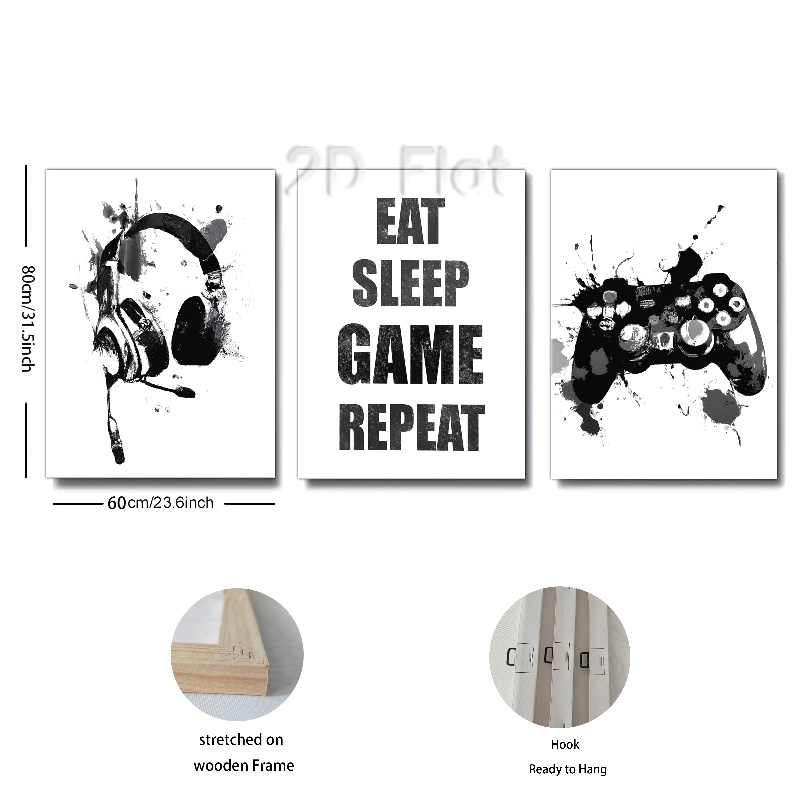 2D Flat
EAT
SLEEP
GAME
REPEAT
80cm/31.5inch
60cm/23.6inch
stretched on
wooden Frame
Hook
Ready to Hang